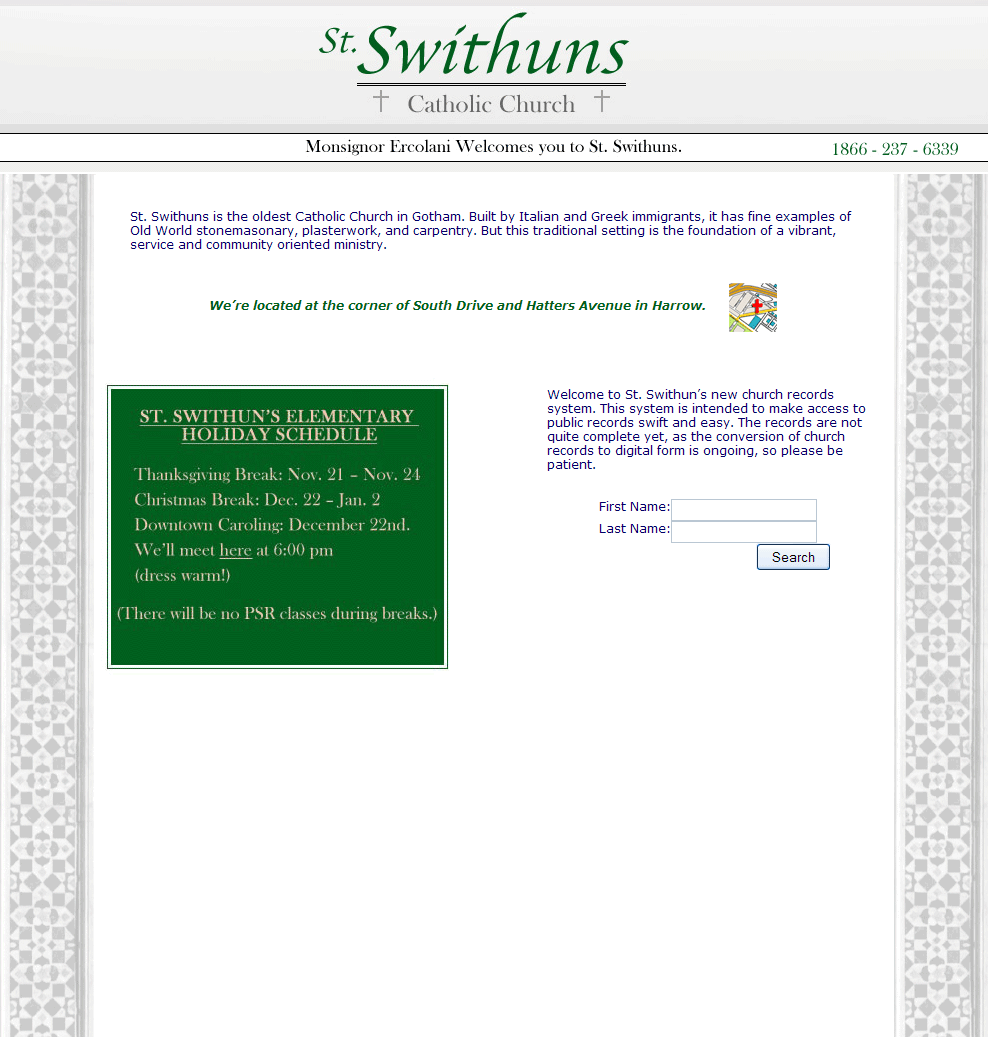 St. Swithuns
Catholic Church
Monsignor Ercolani Welcomes you to St. Swithuns.
1866 - 237 - 6339
St. Swithuns is the oldest Catholic Church in Gotham. Built by Italian and Greek immigrants, it has fine examples of
Old World stonemasonary, plasterwork, and carpentry. But this traditional setting is the foundation of a vibrant,
service and community oriented ministry.
We’re located at the corner of South Drive and Hatters Avenue in Harrow.
ST. SWITHUN’S ELEMENTARY
HOLIDAY SCHEDULE
Thanksgiving Break: Nov. 21 – Nov. 24
Christmas Break: Dec. 22 – Jan. 2
Downtown Caroling: December 22nd.
We’ll meet here at 6:00 pm
(dress warm!)
(There will be no PSR classes during breaks.)
Welcome to St. Swithun’s new church records
system. This system is intended to make access to
public records swift and easy. The records are not
quite complete yet, as the conversion of church
records to digital form is ongoing, so please be
patient.
First Name:
Last Name:
Search